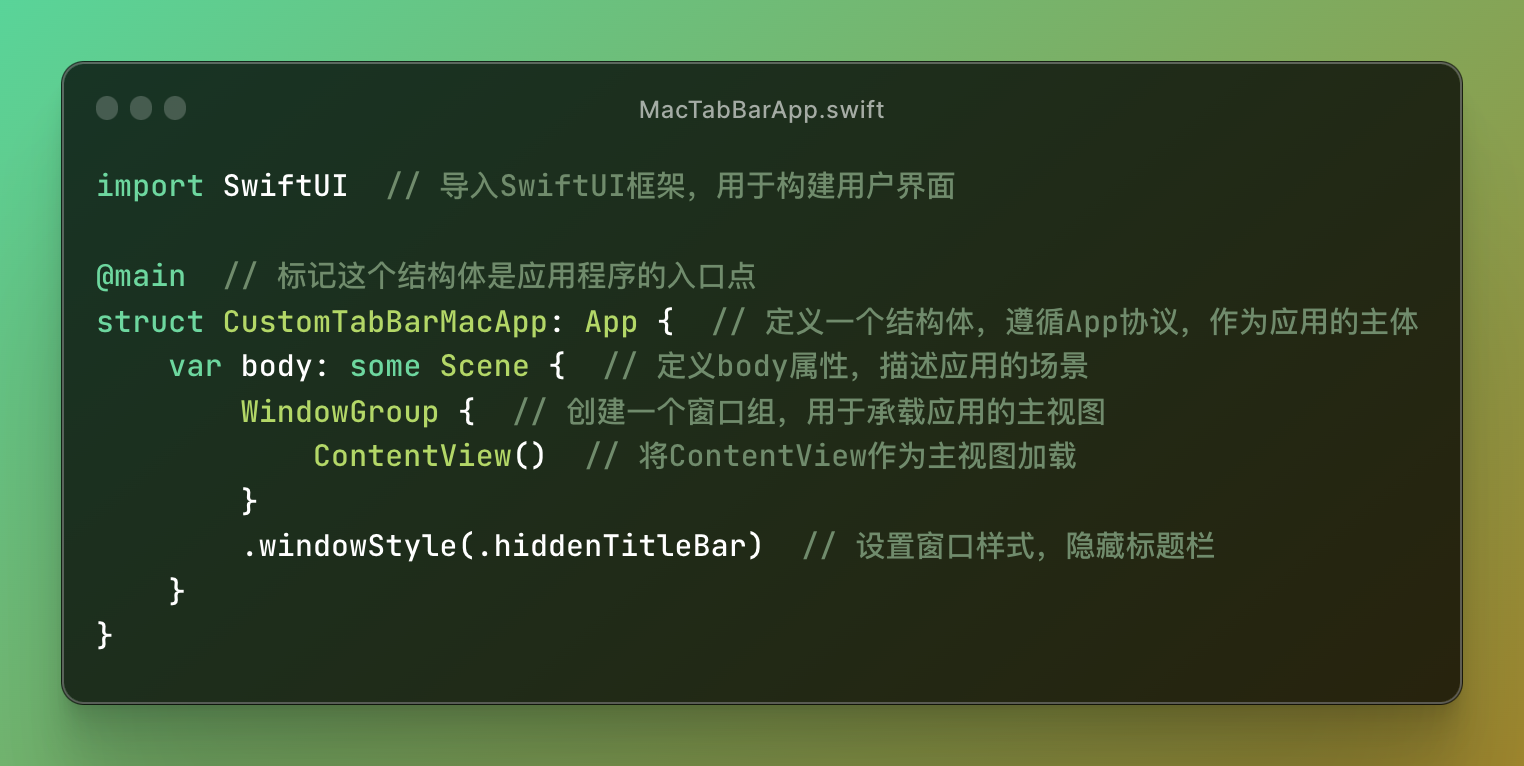 MacTabBarApp.swift
import SwiftUI  // 导入SwiftUI框架，用于构建用户界面
@main  // 标记这个结构体是应用程序的入口点
struct CustomTabBarMacApp: App {  // 定义一个结构体，遵循App协议，作为应用的主体
    var body: some Scene {  // 定义body属性，描述应用的场景
        WindowGroup {  // 创建一个窗口组，用于承载应用的主视图
            ContentView()  // 将ContentView作为主视图加载
        }
        .windowStyle(.hiddenTitleBar)  // 设置窗口样式，隐藏标题栏
    }
}